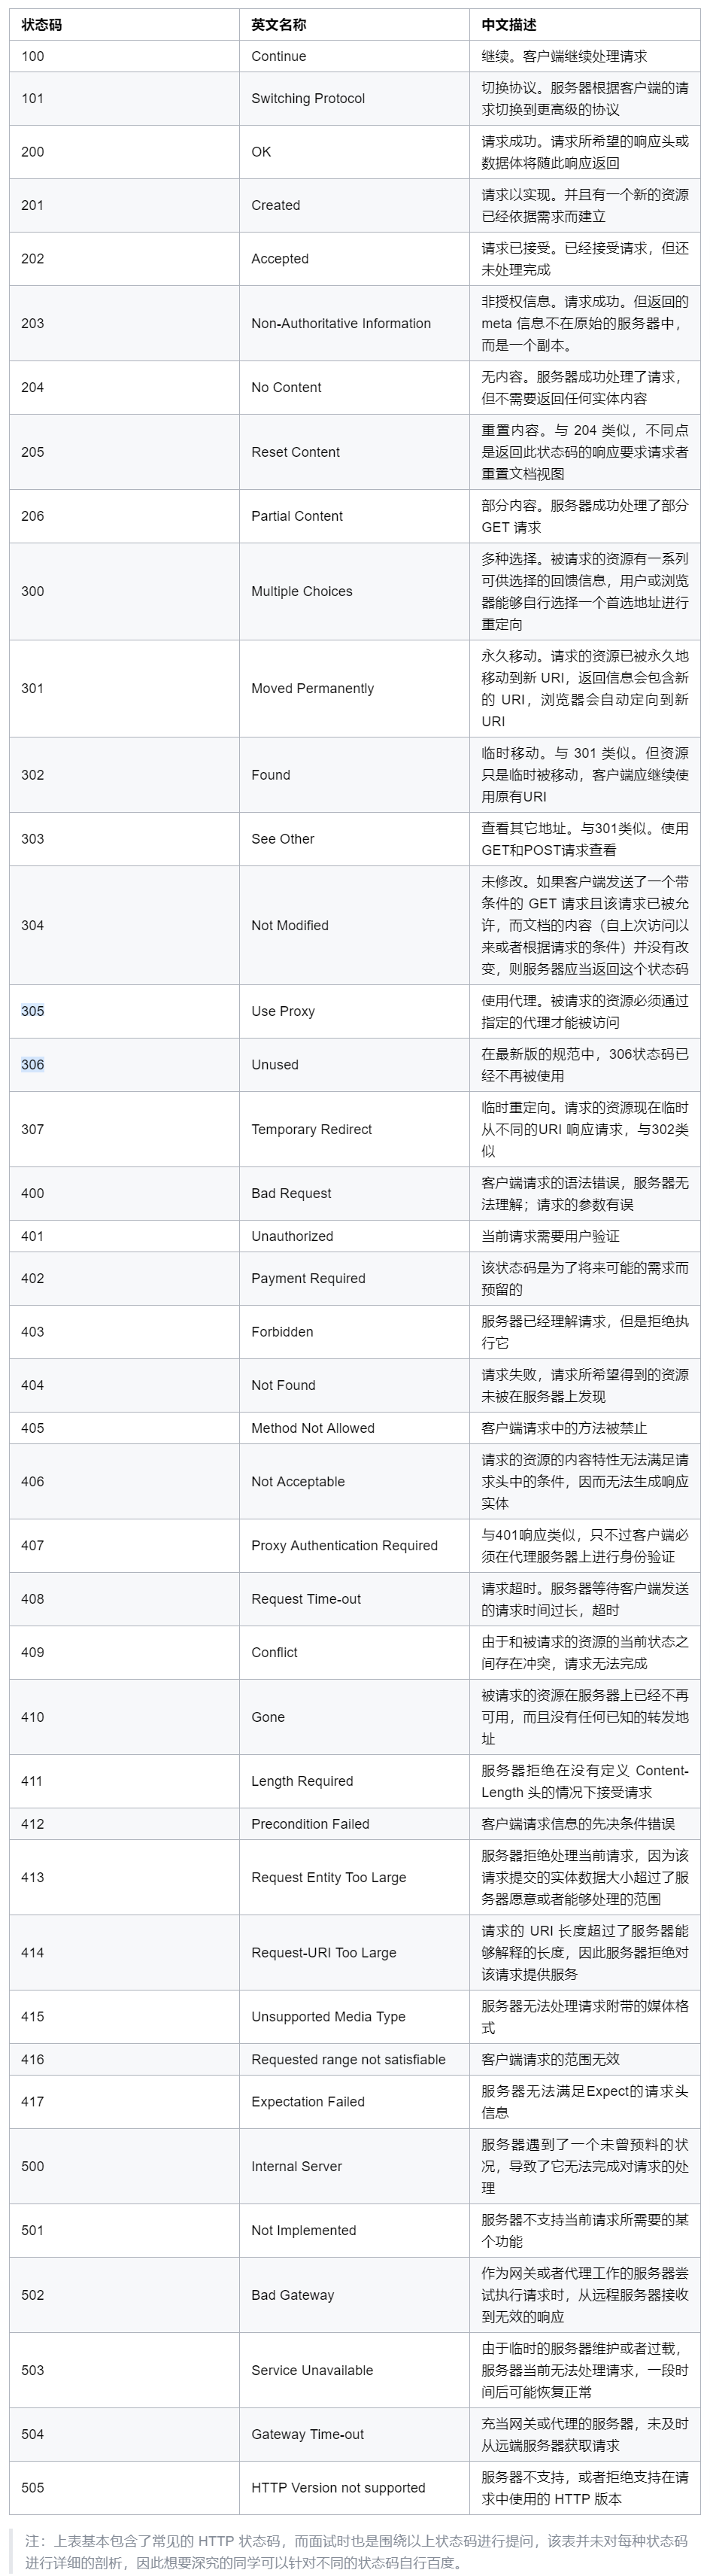 状态码 英文名称 中文描述
100 Continue 继续。客户端继续处理请求
101 Switching Protocol 切换协议。服务器根据客户端的请
求切换到更高级的协议
200 OK 请求成功。请求所希望的响应头或
数据体将随此响应返回
201 Created 请求以实现。并且有一个新的资源
已经依据需求而建立
202 Accepted 请求已接受。已经接受请求，但还
未处理完成
203 Non-Authoritative Information 非授权信息。请求成功。但返回的
meta 信息不在原始的服务器中，
而是一个副本。
204 No Content 无内容。服务器成功处理了请求，
但不需要返回任何实体内容
205 Reset Content 重置内容。与 204 类似，不同点
是返回此状态码的响应要求请求者
重置文档视图
206 Partial Content 部分内容。服务器成功处理了部分
GET 请求
300 Multiple Choices 多种选择。被请求的资源有一系列
可供选择的回馈信息，用户或浏览
器能够自行选择一个首选地址进行
重定向
301 Moved Permanently 永久移动。请求的资源已被永久地
移动到新 URI，返回信息会包含新
的 URI，浏览器会自动定向到新
URI
302 Found 临时移动。与 301 类似。但资源
只是临时被移动，客户端应继续使
用原有URI
303 See Other 查看其它地址。与301类似。使用
GET和POST请求查看
304 Not Modified 未修改。如果客户端发送了一个带
条件的 GET 请求且该请求已被允
许，而文档的内容（自上次访问以
来或者根据请求的条件）并没有改
变，则服务器应当返回这个状态码
305 Use Proxy 使用代理。被请求的资源必须通过
指定的代理才能被访问
306 Unused 在最新版的规范中，306状态码已
经不再被使用
307 Temporary Redirect 临时重定向。请求的资源现在临时
从不同的URI 响应请求，与302类
似
400 Bad Request 客户端请求的语法错误，服务器无
法理解；请求的参数有误
401 Unauthorized 当前请求需要用户验证
402 Payment Required 该状态码是为了将来可能的需求而
预留的
403 Forbidden 服务器已经理解请求，但是拒绝执
行它
404 Not Found 请求失败，请求所希望得到的资源
未被在服务器上发现
405 Method Not Allowed 客户端请求中的方法被禁止
406 Not Acceptable 请求的资源的内容特性无法满足请
求头中的条件，因而无法生成响应
实体
407 Proxy Authentication Required 与401响应类似，只不过客户端必
须在代理服务器上进行身份验证
408 Request Time-out 请求超时。服务器等待客户端发送
的请求时间过长，超时
409 Conflict 由于和被请求的资源的当前状态之
间存在冲突，请求无法完成
410 Gone 被请求的资源在服务器上已经不再
可用，而且没有任何已知的转发地
址
411 Length Required 服务器拒绝在没有定义 Content-
Length 头的情况下接受请求
412 Precondition Failed 客户端请求信息的先决条件错误
413 Request Entity Too Large 服务器拒绝处理当前请求，因为该
请求提交的实体数据大小超过了服
务器愿意或者能够处理的范围
414 Request-URI Too Large 请求的 URI 长度超过了服务器能
够解释的长度，因此服务器拒绝对
该请求提供服务
415 Unsupported Media Type 服务器无法处理请求附带的媒体格
式
416 Requested range not satisfiable 客户端请求的范围无效
417 Expectation Failed 服务器无法满足Expect的请求头
信息
500 Internal Server 服务器遇到了一个未曾预料的状
况，导致了它无法完成对请求的处
理
501 Not Implemented 服务器不支持当前请求所需要的某
个功能
502 Bad Gateway 作为网关或者代理工作的服务器尝
试执行请求时，从远程服务器接收
到无效的响应
503 Service Unavailable 由于临时的服务器维护或者过载，
服务器当前无法处理请求，一段时
间后可能恢复正常
504 Gateway Time-out 充当网关或代理的服务器，未及时
从远端服务器获取请求
505 HTTP Version not supported 服务器不支持，或者拒绝支持在请
求中使用的 HTTP 版本
注：上表基本包含了常见的 HTTP 状态码，而面试时也是围绕以上状态码进行提问，该表并未对每种状态码
进行详细的剖析，因此想要深究的同学可以针对不同的状态码自行百度。